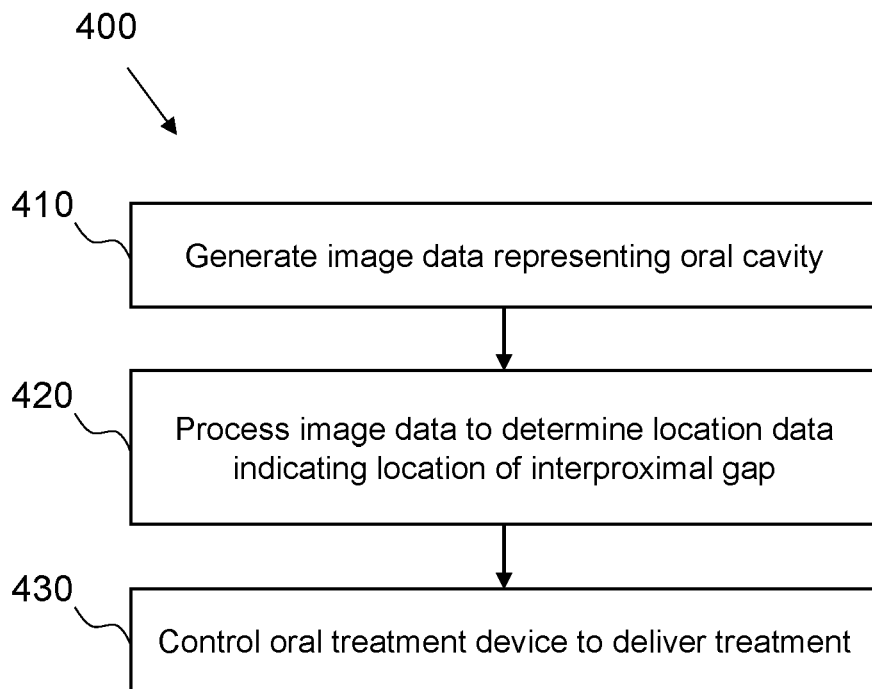 400
410
Generate image data representing oral cavity
420
Process image data to determine location data
indicating location of interproximal gap
430
Control oral treatment device to deliver treatment